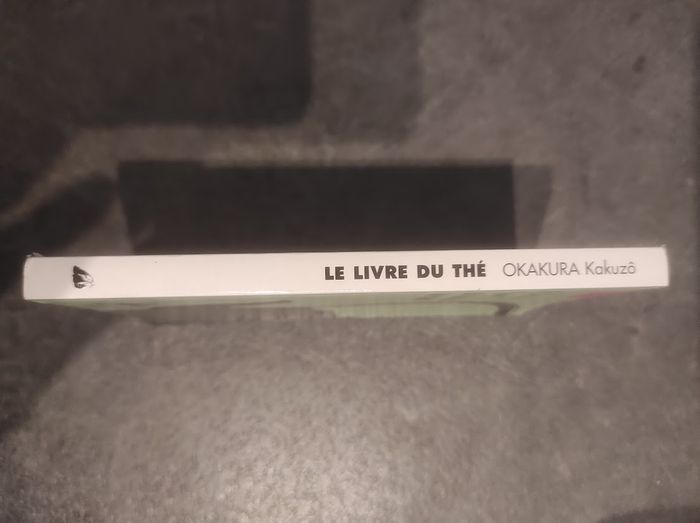 LE LIVRE DU THÉ OKAKURA Kakuzô